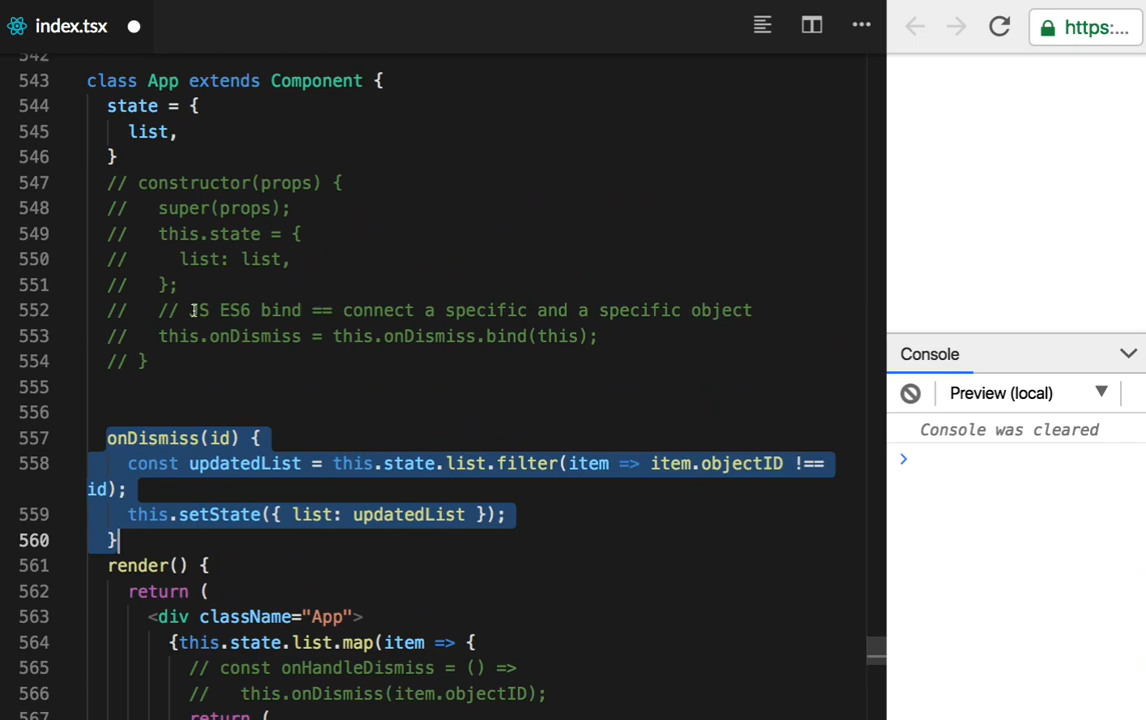 index.tsx
https:...
542
543 class App extends Component {
544 state = {
545 list,
546 }
547 // constructor(props) {
548 // super(props);
549 // this.state = {
550 // list: list,
551 // };
552 // // JS ES6 bind == connect a specific and a specific object
553 // this.onDismiss = this.onDismiss.bind(this);
554 // }
555
556
557 onDismiss(id) {
558 const updatedList = this.state.list.filter(item => item.objectID !==
id);
559 this.setState({ list: updatedList });
560 }
561 render() {
562 return (
563 <div className="App">
564 {this.state.list.map(item => {
565 // const onHandleDismiss = () =>
566 // this.onDismiss(item.objectID);
567 return (
Console
Preview (local)
Console was cleared